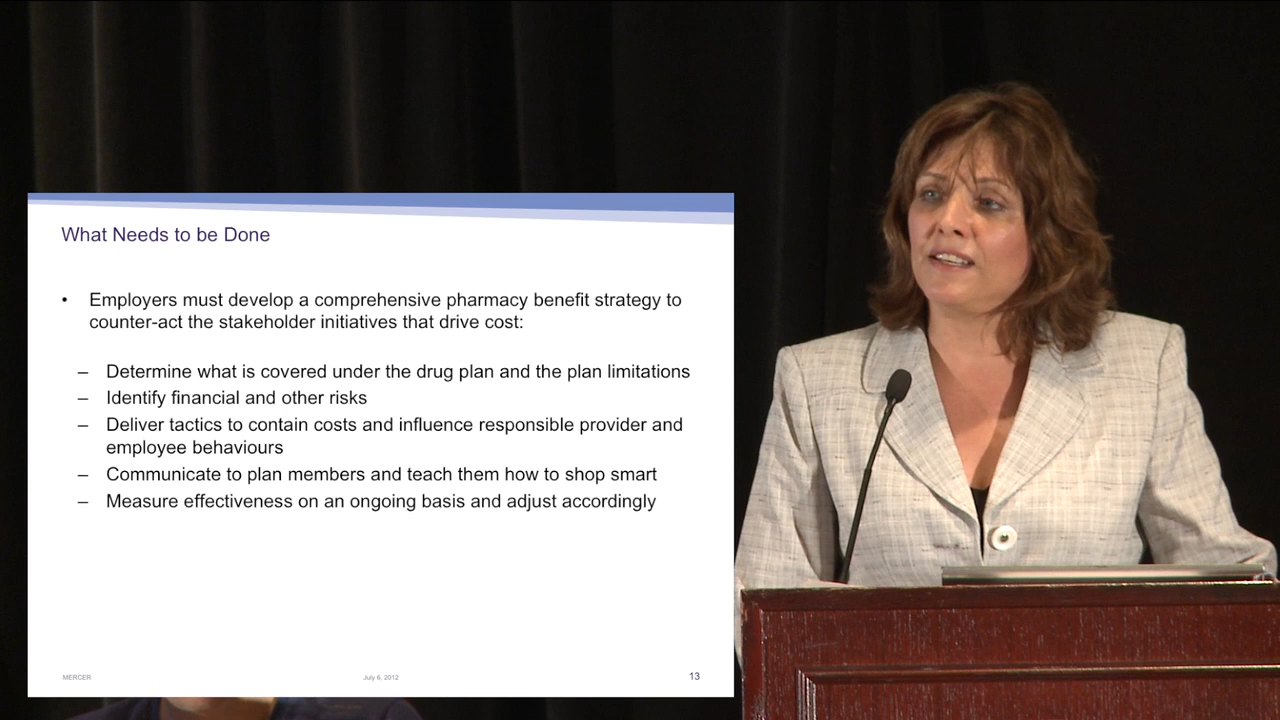 What Needs to be Done
• Employers must develop a comprehensive pharmacy benefit strategy to
counter-act the stakeholder initiatives that drive cost:
– Determine what is covered under the drug plan and the plan limitations
– Identify financial and other risks
– Deliver tactics to contain costs and influence responsible provider and
employee behaviours
– Communicate to plan members and teach them how to shop smart
– Measure effectiveness on an ongoing basis and adjust accordingly
MERCER
July 6, 2012
13